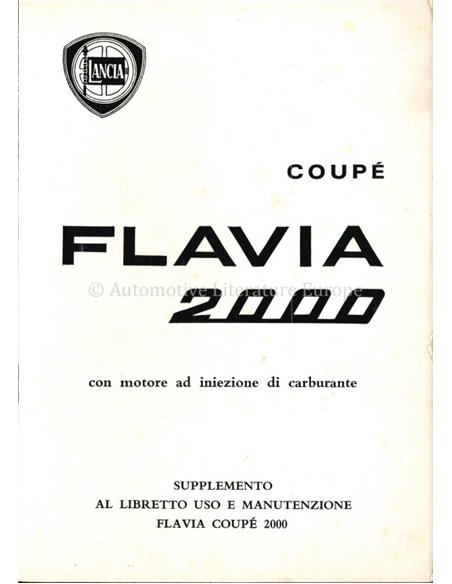 LANCIA
COUPÉ
FLAVIA
© Automotive Literature Europe
2000
con motore ad iniezione di carburante
SUPPLEMENTO
AL LIBRETTO USO E MANUTENZIONE
FLAVIA COUPÉ 2000